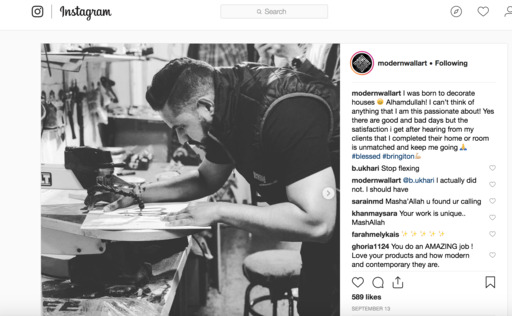 Instagram
Search
modernwallart • Following
modernwallart I was born to decorate
houses 😊 Alhamdullah! I can't think of
anything that I am this passionate about! Yes
there are good and bad days but the
satisfaction i get after hearing from my
clients that I completed their home or room
is unmatched and keep me going 🙏
#blessed #bringiton💪
b.ukhari Stop flexing
modernwallart @b.ukhari I actually did
not. I should have
sarainmd Masha'Allah u found ur calling
khanmaysara Your work is unique..
MashAllah
farahmelykais ✨✨✨✨✨
ghoria1124 You do an AMAZING job !
Love your products and how modern
and contemporary they are.
589 likes
SEPTEMBER 13